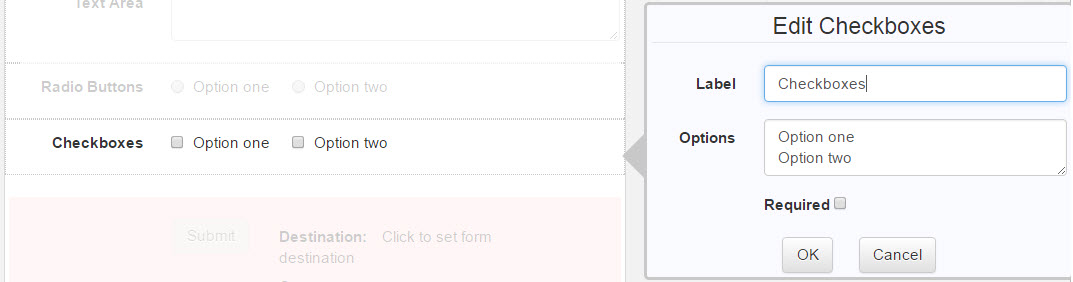 Text Area
Radio Buttons Option one Option two
Checkboxes Option one Option two
Submit Destination: Click to set form
destination
Edit Checkboxes
Label Checkboxes
Options Option one
Option two
Required
OK Cancel